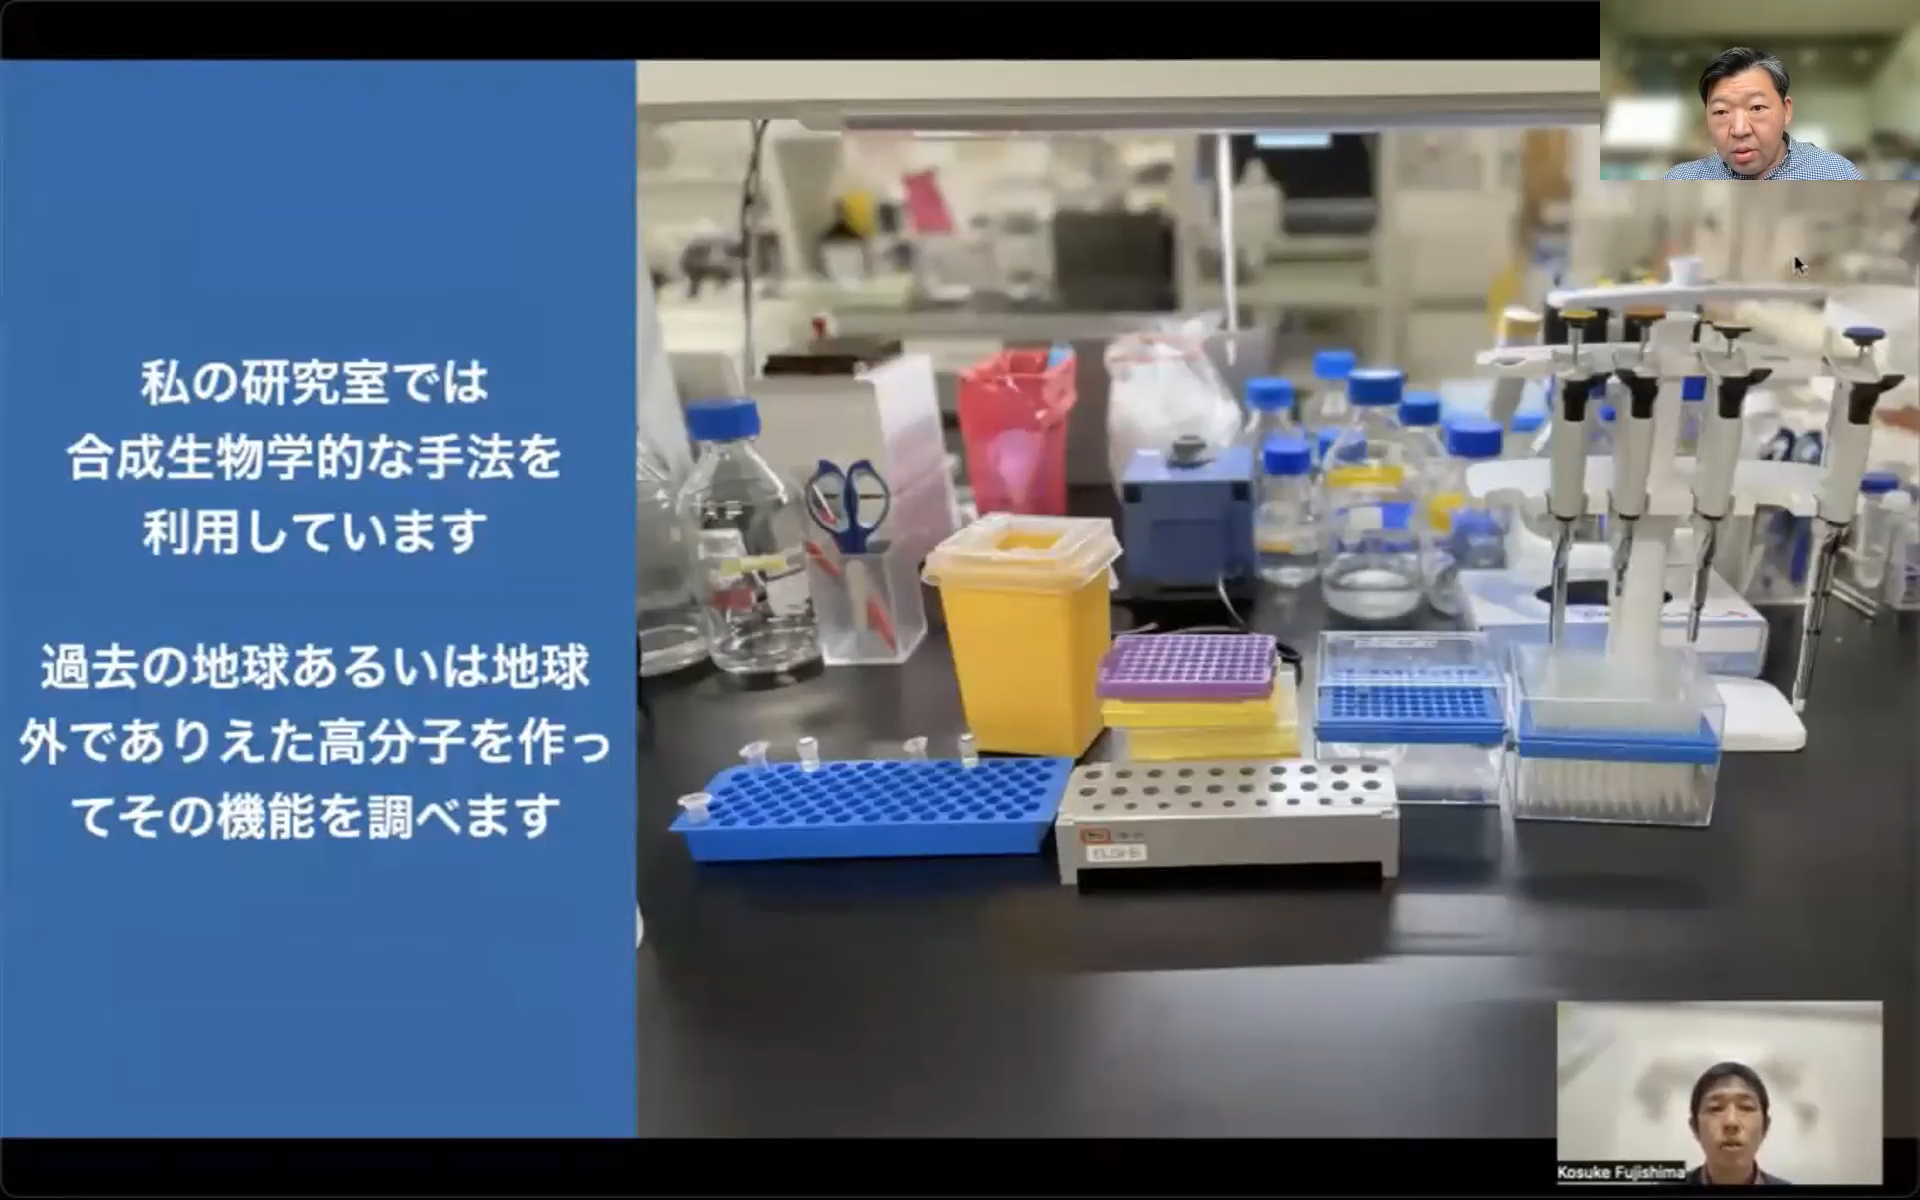 私の研究室では
合成生物学的な手法を
利用しています
過去の地球あるいは地球
外でありえた高分子を作っ
てその機能を調べます
Kosuke Fujishima